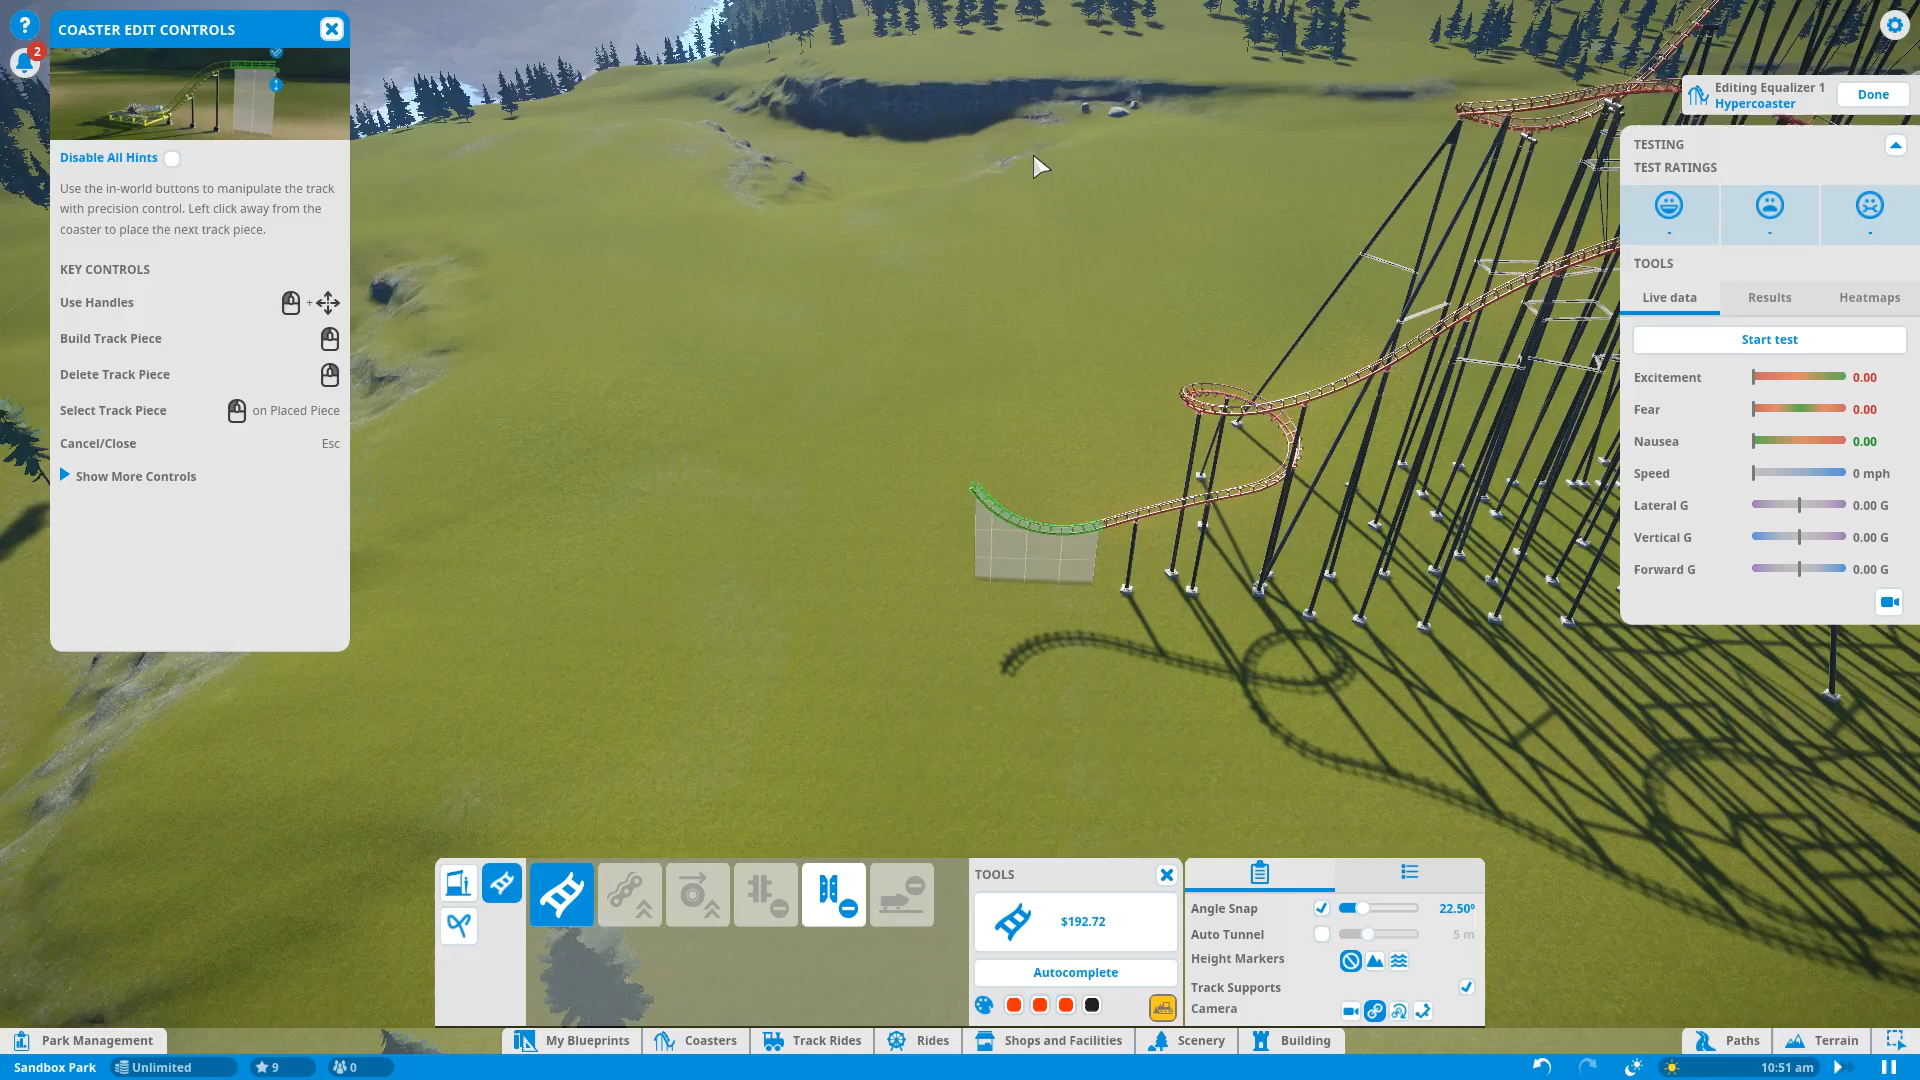 ?
COASTER EDIT CONTROLS
2
Disable All Hints
Use the in-world buttons to manipulate the track
with precision control. Left click away from the
coaster to place the next track piece.
KEY CONTROLS
Use Handles +
Build Track Piece
Delete Track Piece
Select Track Piece on Placed Piece
Cancel/Close Esc
Show More Controls
Editing Equalizer 1
Hypercoaster
Done
TESTING
TEST RATINGS
- - -
TOOLS
Live data Results Heatmaps
Start test
Excitement 0.00
Fear 0.00
Nausea 0.00
Speed 0 mph
Lateral G 0.00 G
Vertical G 0.00 G
Forward G 0.00 G
TOOLS
$192.72
Autocomplete
Angle Snap 22.50°
Auto Tunnel 5 m
Height Markers
Track Supports
Camera
Park Management My Blueprints Coasters Track Rides Rides Shops and Facilities Scenery Building Paths Terrain
Sandbox Park Unlimited 9 0 10:51 am